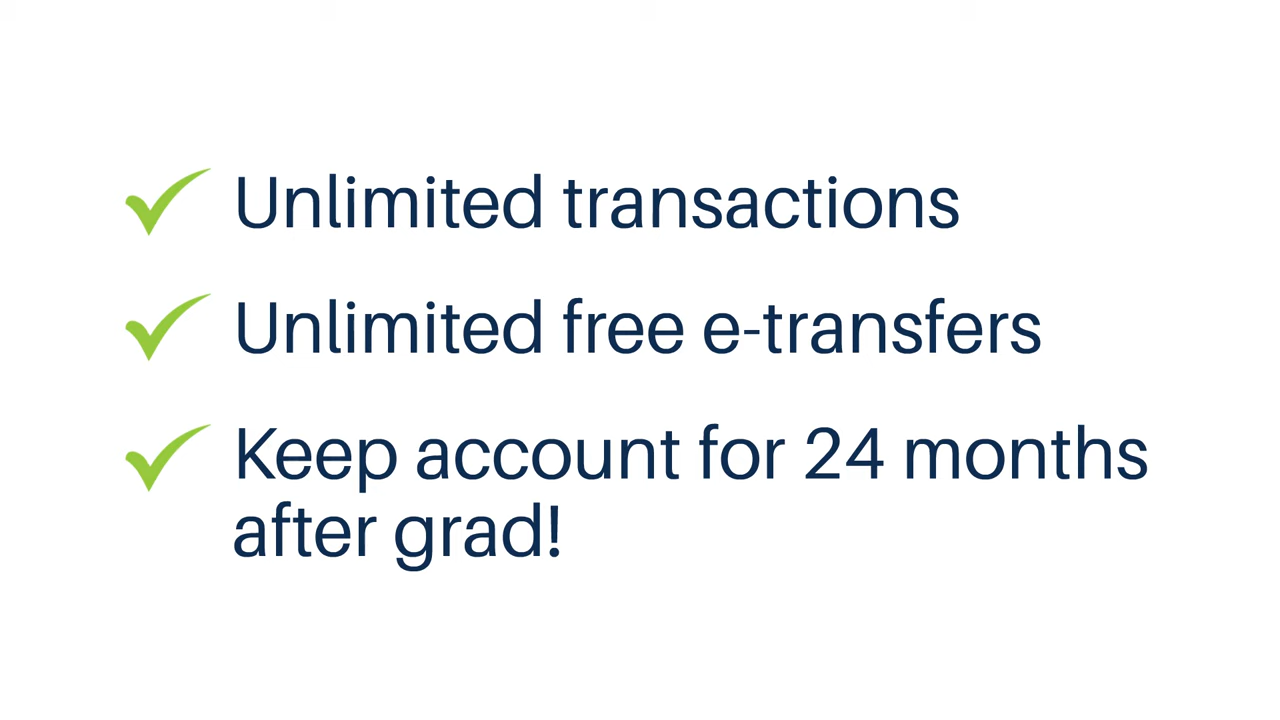 Unlimited transactions
Unlimited free e-transfers
Keep account for 24 months
after grad!